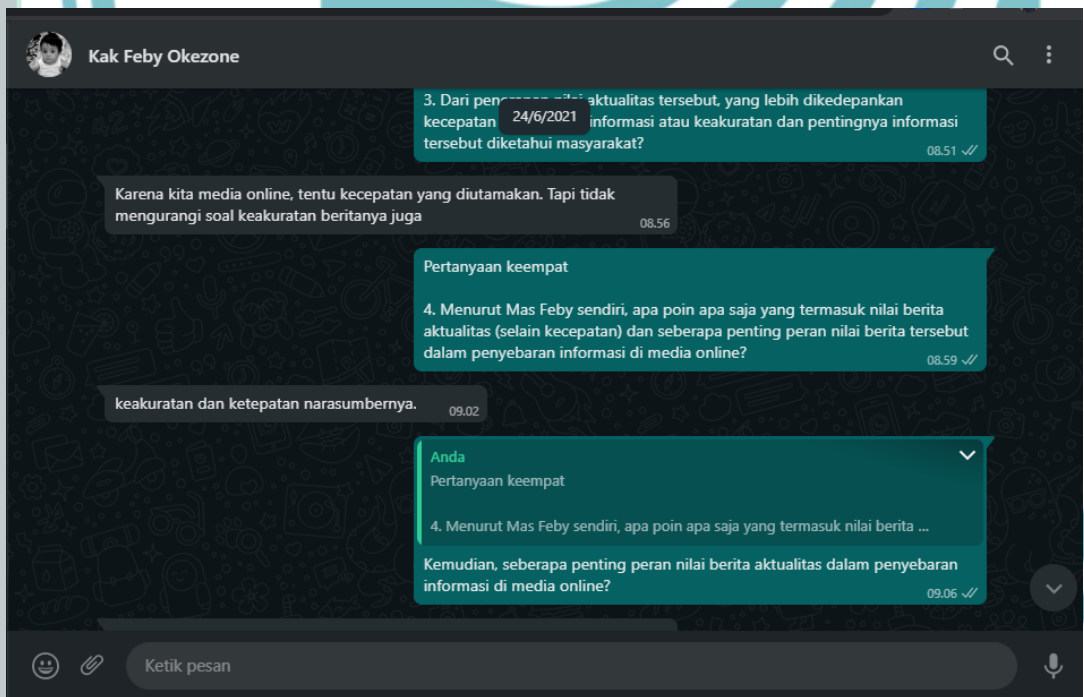 Kak Feby Okezone
3. Dari nilai aktualitas tersebut, yang lebih dikedepankan
24/6/2021
kecepatan informasi atau keakuratan dan pentingnya informasi
tersebut diketahui masyarakat?
08.51
Karena kita media online, tentu kecepatan yang diutamakan. Tapi tidak
mengurangi soal keakuratan beritanya juga
08.56
Pertanyaan keempat
4. Menurut Mas Feby sendiri, apa poin apa saja yang termasuk nilai berita
aktualitas (selain kecepatan) dan seberapa penting peran nilai berita tersebut
dalam penyebaran informasi di media online?
08.59
keakuratan dan ketepatan narasumbernya.
09.02
Anda
Pertanyaan keempat
4. Menurut Mas Feby sendiri, apa poin apa saja yang termasuk nilai berita ...
Kemudian, seberapa penting peran nilai berita aktualitas dalam penyebaran
informasi di media online?
09.06
Ketik pesan